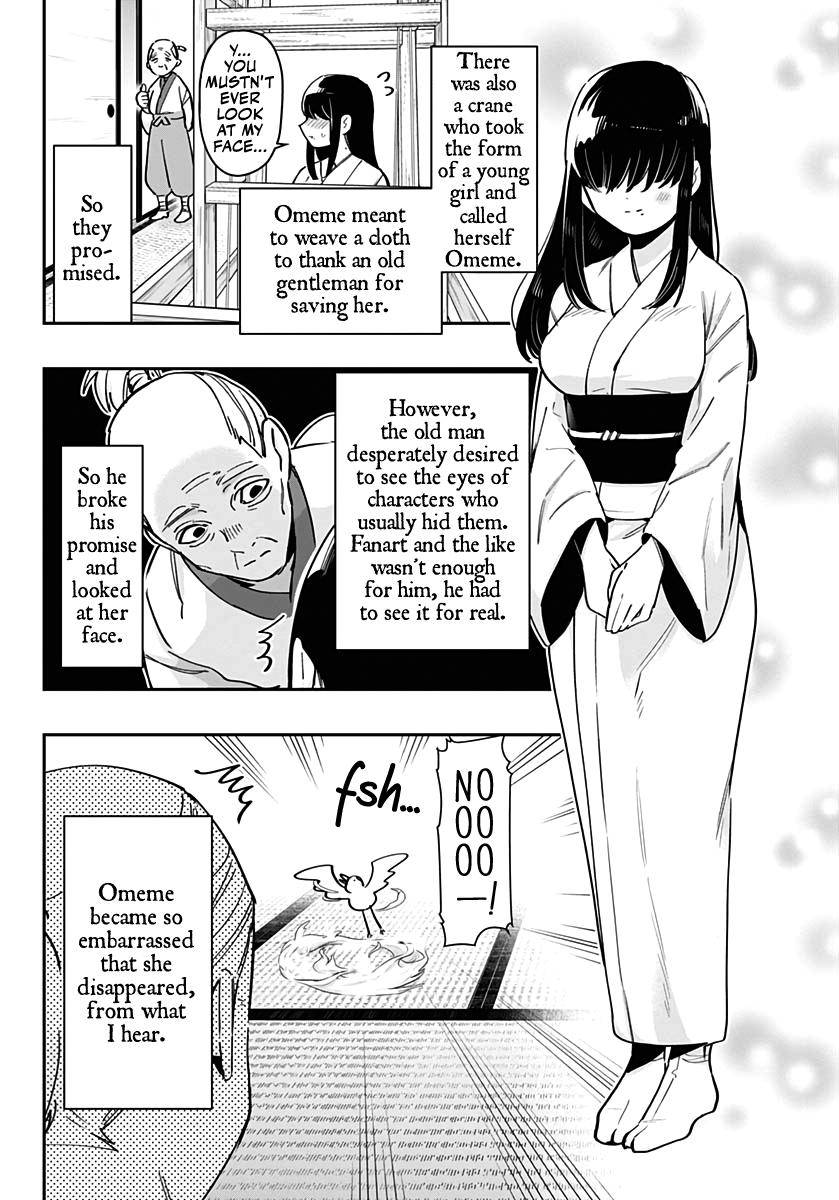 There
was also
a crane
who took
the form
of a young
girl and
called
herself
Omeme.
Omeme meant
to weave a cloth
to thank an old
gentleman for
saving her.
Y...
YOU
MUSTN'T
EVER
LOOK
AT MY
FACE...
So
they
pro-
mised.
However,
the old man
desperately desired
to see the eyes of
characters who
usually hid them.
Fanart and the like
wasn't enough
for him, he had
to see it for real.
So he
broke
his
promise
and
looked
at her
face.
NO
OO
OO
—!
fsh...
Omeme
became so
embarrassed
that she
disappeared,
from what
I hear.